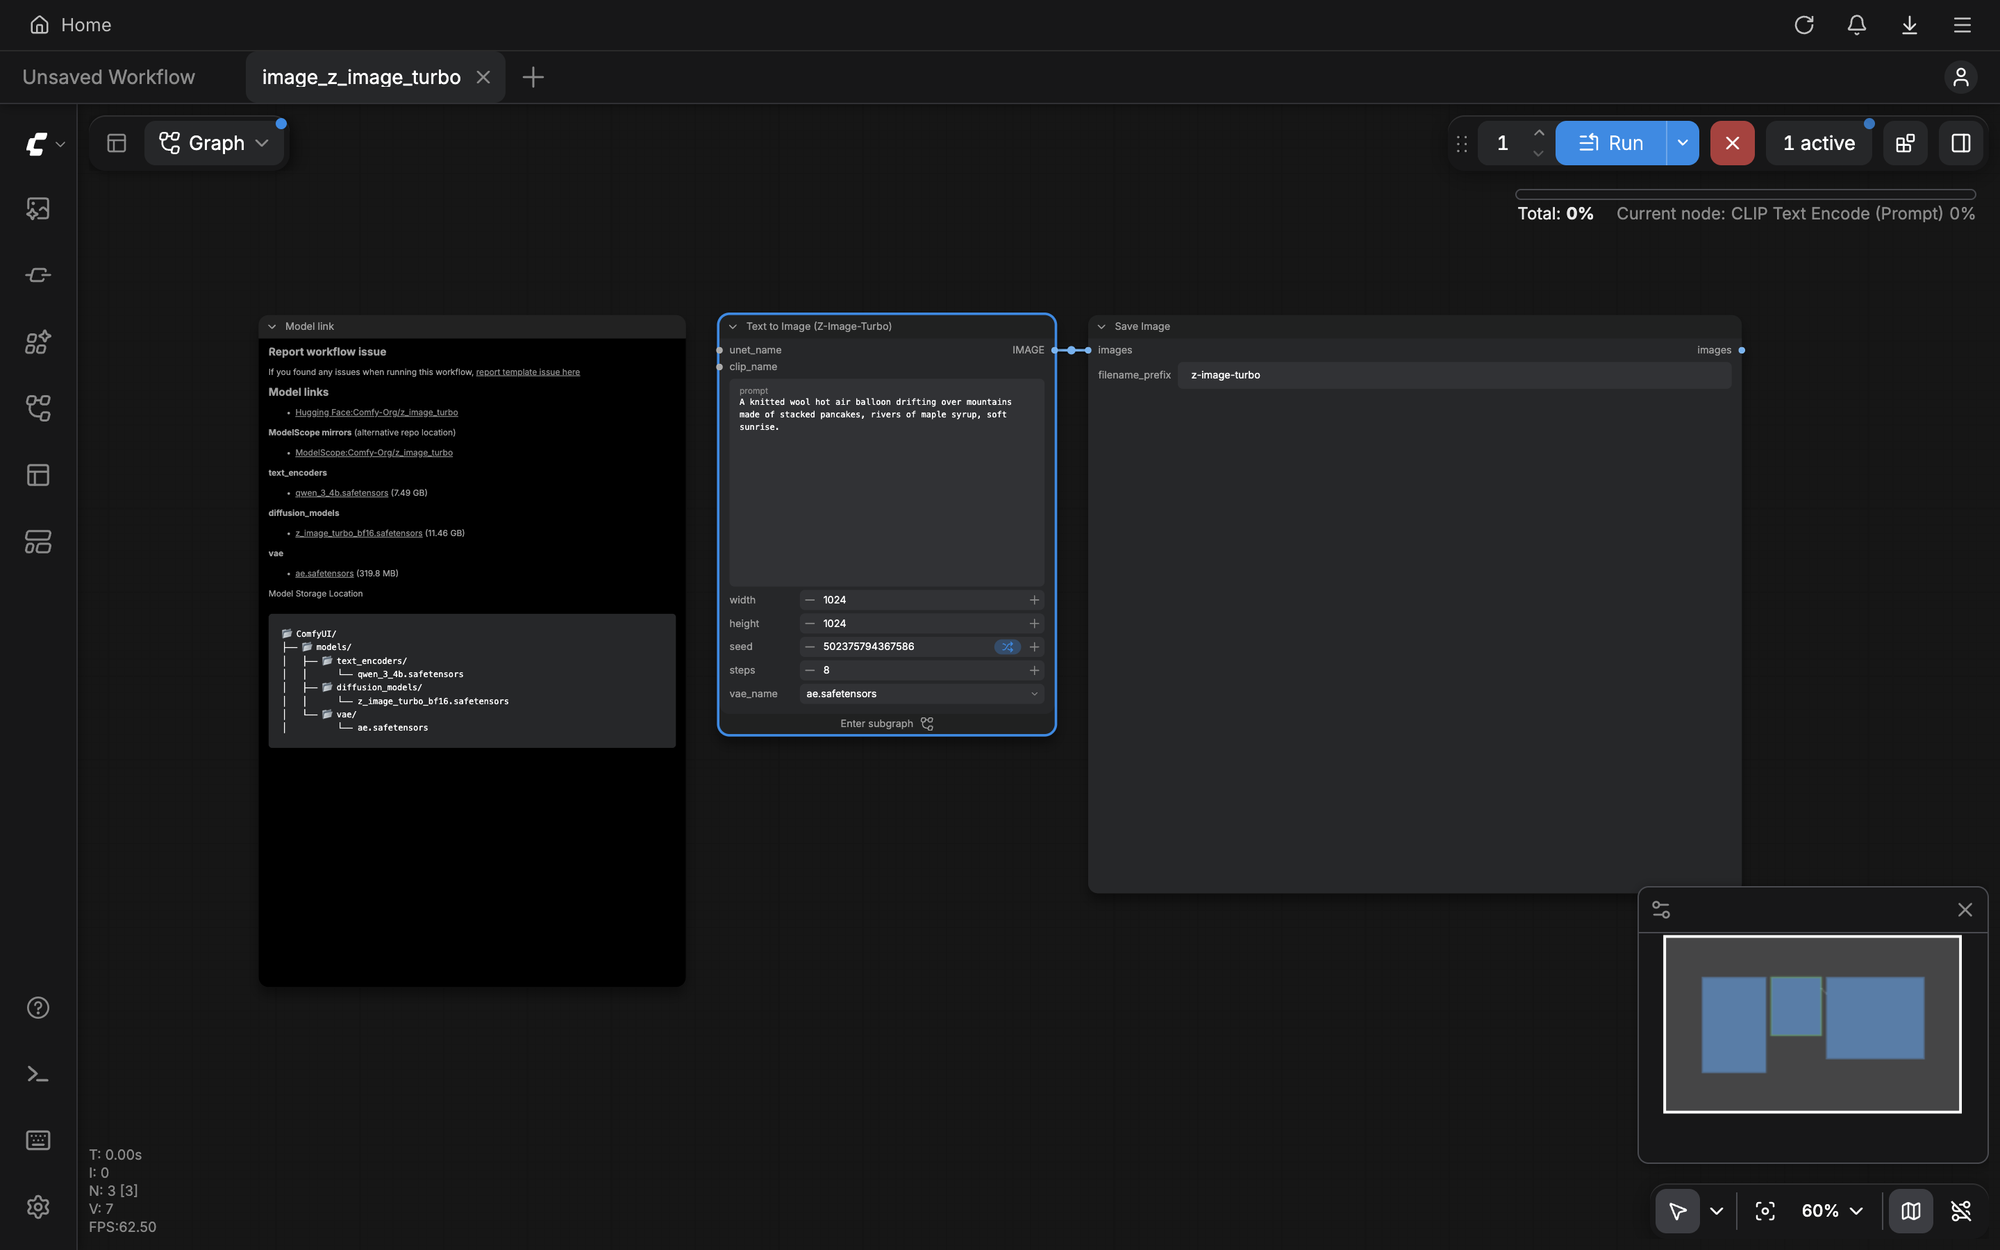 Home
Unsaved Workflow
image_z_image_turbo
Graph
1
Run
1 active
Total: 0%
Current node: CLIP Text Encode (Prompt) 0%
Model link
Report workflow issue
If you found any issues when running this workflow, report template issue here
Model links
• Hugging Face:Comfy-Org/z_image_turbo
ModelScope mirrors (alternative repo location)
• ModelScope:Comfy-Org/z_image_turbo
text_encoders
• qwen_3_4b.safetensors (7.49 GB)
diffusion_models
• z_image_turbo_bf16.safetensors (11.46 GB)
vae
• ae.safetensors (319.8 MB)
Model Storage Location
ComfyUI/
models/
text_encoders/
qwen_3_4b.safetensors
diffusion_models/
z_image_turbo_bf16.safetensors
vae/
ae.safetensors
Text to Image (Z-Image-Turbo)
unet_name
IMAGE
clip_name
prompt
A knitted wool hot air balloon drifting over mountains
made of stacked pancakes, rivers of maple syrup, soft
sunrise.
width 1024
height 1024
seed 502375794367586
steps 8
vae_name ae.safetensors
Enter subgraph
Save Image
images
images
filename_prefix z-image-turbo
T: 0.00s
I: 0
N: 3 [3]
V: 7
FPS:62.50
60%